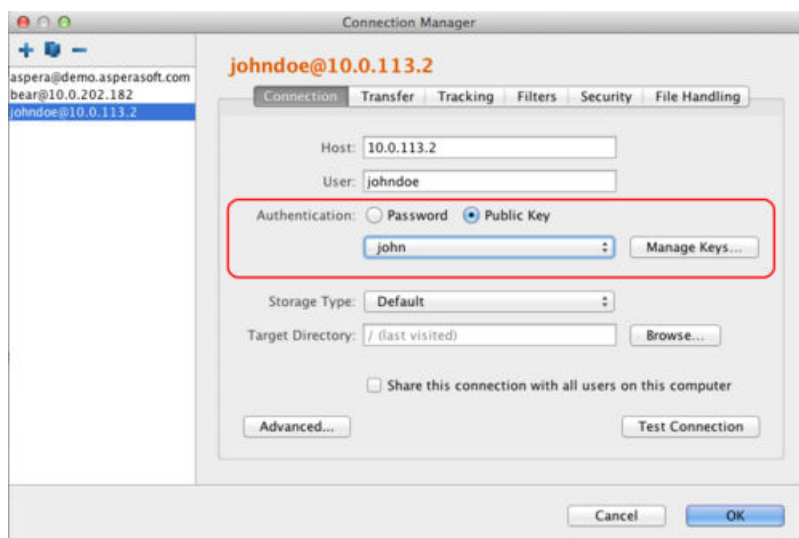 Connection Manager
aspera@demo.asperasoft.com
bear@10.0.202.182
johndoe@10.0.113.2
johndoe@10.0.113.2
Connection Transfer Tracking Filters Security File Handling
Host: 10.0.113.2
User: johndoe
Authentication: Password Public Key
john Manage Keys...
Storage Type: Default
Target Directory: / (last visited) Browse...
Share this connection with all users on this computer
Advanced... Test Connection
Cancel OK